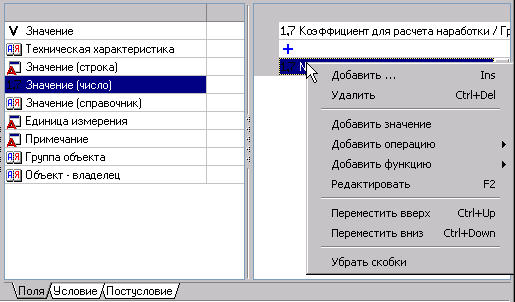 Значение
Техническая характеристика
Значение (строка)
Значение (число)
Значение (справочник)
Единица измерения
Примечание
Группа объекта
Объект - владелец
Поля Условие Постусловие
1.7 Коэффициент для расчета наработки / Гр
+
Добавить ... Ins
Удалить Ctrl+Del
Добавить значение
Добавить операцию
Добавить функцию
Редактировать F2
Переместить вверх Ctrl+Up
Переместить вниз Ctrl+Down
Убрать скобки